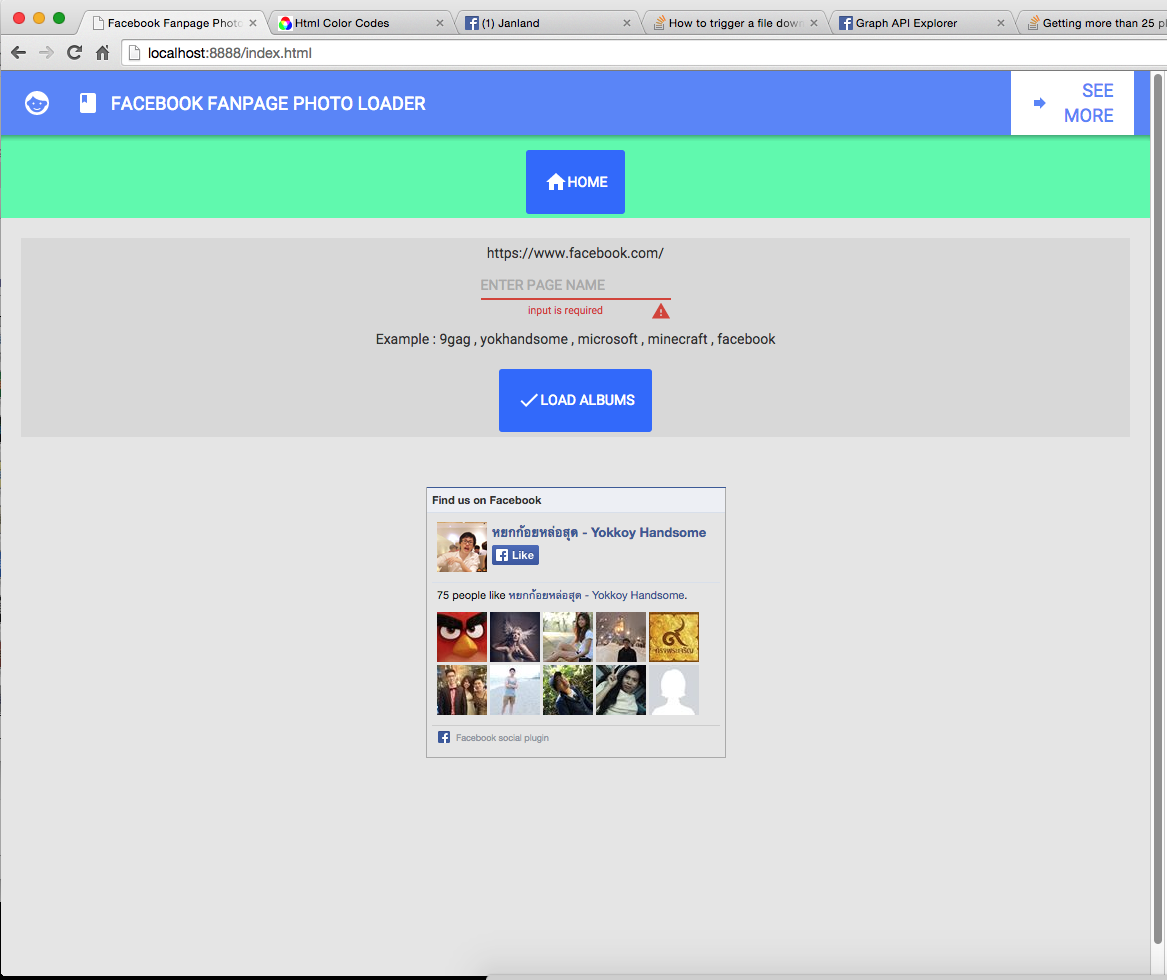 Facebook Fanpage Photo
Html Color Codes
(1) Janland
How to trigger a file down
Graph API Explorer
Getting more than 25 p
localhost:8888/index.html
FACEBOOK FANPAGE PHOTO LOADER
SEE
MORE
HOME
https://www.facebook.com/
ENTER PAGE NAME
input is required
Example : 9gag , yokhandsome , microsoft , minecraft , facebook
LOAD ALBUMS
Find us on Facebook
หยกก้อยหล่อสุด - Yokkoy Handsome
Like
75 people like หยกก้อยหล่อสุด - Yokkoy Handsome.
Facebook social plugin